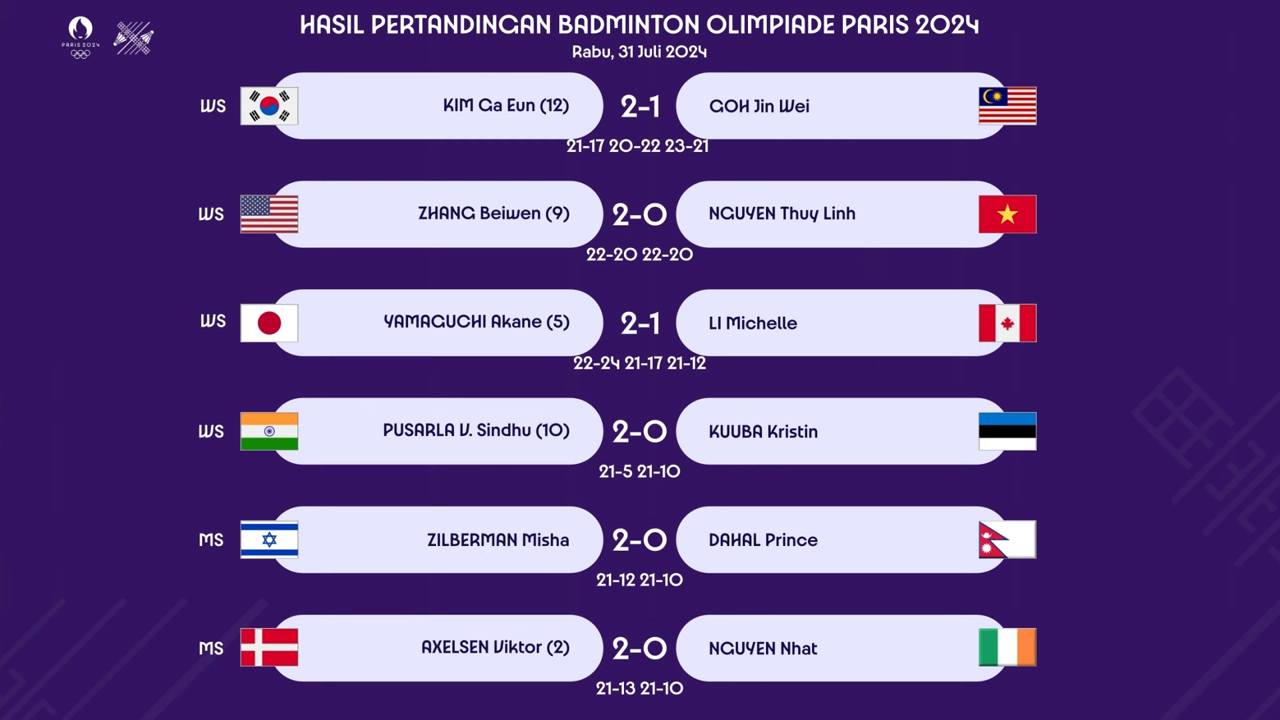 HASIL PERTANDINGAN BADMINTON OLIMPIADE PARIS 2024
PARIS 2024
Rabu, 31 Juli 2024
WS KIM Ga Eun (12) 2-1 GOH Jin Wei
21-17 20-22 23-21
WS ZHANG Beiwen (9) 2-0 NGUYEN Thuy Linh
22-20 22-20
WS YAMAGUCHI Akane (5) 2-1 LI Michelle
22-24 21-17 21-12
WS PUSARLA V. Sindhu (10) 2-0 KUUBA Kristin
21-5 21-10
MS ZILBERMAN Misha 2-0 DAHAL Prince
21-12 21-10
MS AXELSEN Viktor (2) 2-0 NGUYEN Nhat
21-13 21-10